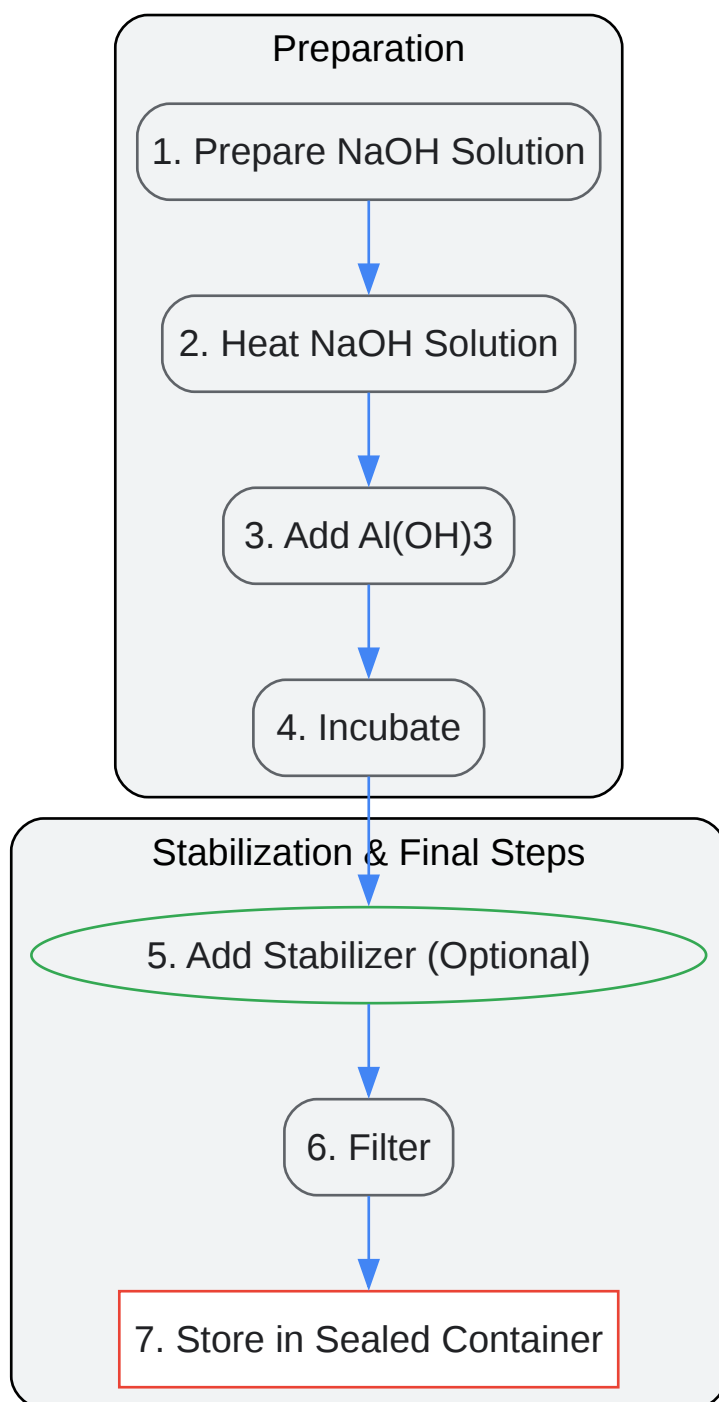 Preparation
1. Prepare NaOH Solution
2. Heat NaOH Solution
3. Add Al(OH)3
4. Incubate
Stabilization & Final Steps
5. Add Stabilizer (Optional)
6. Filter
7. Store in Sealed Container